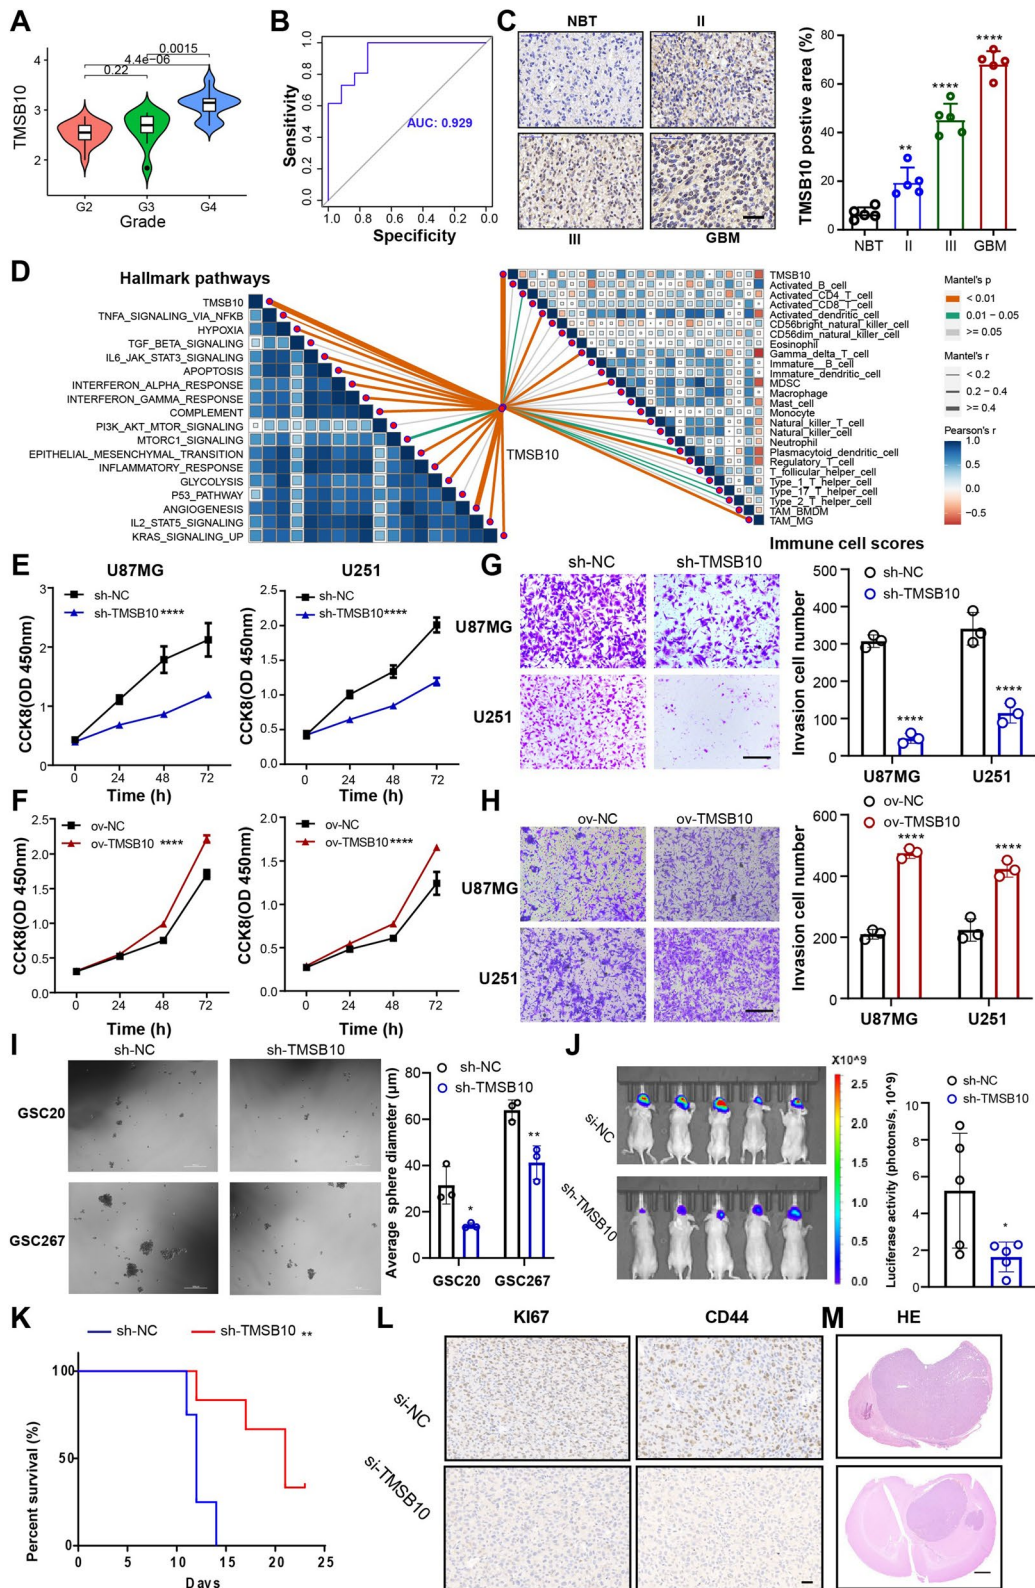 A
TMSB10
4
3
2
0.0015
4.4e-06
0.22
G2
G3
G4
Grade
B
Sensitivity
1.0
0.8
0.6
0.4
0.2
0.0
AUC: 0.929
1.0 0.8 0.6 0.4 0.2 0.0
Specificity
C
NBT
II
III
GBM
TMSB10 postive area (%)
80
60
40
20
0
**
****
****
NBT II III GBM
D
Hallmark pathways
TMSB10
TNFA_SIGNALING_VIA_NFKB
HYPOXIA
TGF_BETA_SIGNALING
IL6_JAK_STAT3_SIGNALING
APOPTOSIS
INTERFERON_ALPHA_RESPONSE
INTERFERON_GAMMA_RESPONSE
COMPLEMENT
PI3K_AKT_MTOR_SIGNALING
MTORC1_SIGNALING
EPITHELIAL_MESENCHYMAL_TRANSITION
INFLAMMATORY_RESPONSE
GLYCOLYSIS
P53_PATHWAY
ANGIOGENESIS
IL2_STAT5_SIGNALING
KRAS_SIGNALING_UP
TMSB10
TMSB10
Activated_B_cell
Activated_CD4_T_cell
Activated_CD8_T_cell
Activated_dendritic_cell
CD56bright_natural_killer_cell
CD56dim_natural_killer_cell
Eosinophil
Gamma_delta_T_cell
Immature__B_cell
Immature_dendritic_cell
MDSC
Macrophage
Mast_cell
Monocyte
Natural_killer_T_cell
Natural_killer_cell
Neutrophil
Plasmacytoid_dendritic_cell
Regulatory_T_cell
T_follicular_helper_cell
Type_1_T_helper_cell
Type_17_T_helper_cell
Type_2_T_helper_cell
TAM_BMDM
TAM_MG
Immune cell scores
Mantel's p
< 0.01
0.01 – 0.05
>= 0.05
Mantel's r
< 0.2
0.2 – 0.4
>= 0.4
Pearson's r
1.0
0.5
0.0
−0.5
E
U87MG
CCK8(OD 450nm)
3
2
1
0
sh-NC
sh-TMSB10 ****
0 24 48 72
Time (h)
U251
CCK8(OD 450nm)
2.5
2.0
1.5
1.0
0.5
0.0
sh-NC
sh-TMSB10 ****
0 24 48 72
Time (h)
F
CCK8(OD 450nm)
2.5
2.0
1.5
1.0
0.5
0.0
ov-NC
ov-TMSB10 ****
0 24 48 72
Time (h)
CCK8(OD 450nm)
2.0
1.5
1.0
0.5
0.0
ov-NC
ov-TMSB10 ****
0 24 48 72
Time (h)
G
sh-NC
sh-TMSB10
U87MG
U251
Invasion cell number
500
400
300
200
100
0
sh-NC
sh-TMSB10
****
****
U87MG
U251
H
ov-NC
ov-TMSB10
U87MG
U251
Invasion cell number
600
400
200
0
ov-NC
ov-TMSB10
****
****
U87MG
U251
I
sh-NC
sh-TMSB10
GSC20
GSC267
Average sphere diameter (μm)
80
60
40
20
0
sh-NC
sh-TMSB10
*
**
GSC20
GSC267
J
si-NC
sh-TMSB10
X10^9
2.5
2.0
1.5
1.0
0.5
0.0
Luciferase activity (photons/s, 10^9)
10
8
6
4
2
0
sh-NC
sh-TMSB10
*
K
sh-NC
sh-TMSB10 **
Percent survival (%)
100
50
0
0 5 10 15 20 25
Days
L
KI67
CD44
si-NC
si-TMSB10
M
HE